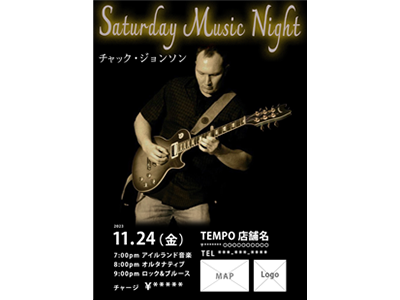 Saturday Music Night
チャック・ジョンソン
2023
11.24(金)
7:00pm アイルランド音楽
8:00pm オルタナティブ
9:00pm ロック&ブルース
チャージ ¥*****
TEMPO 店舗名
*******○○○○○○○○○○
TEL ***-***-****
MAP
Logo